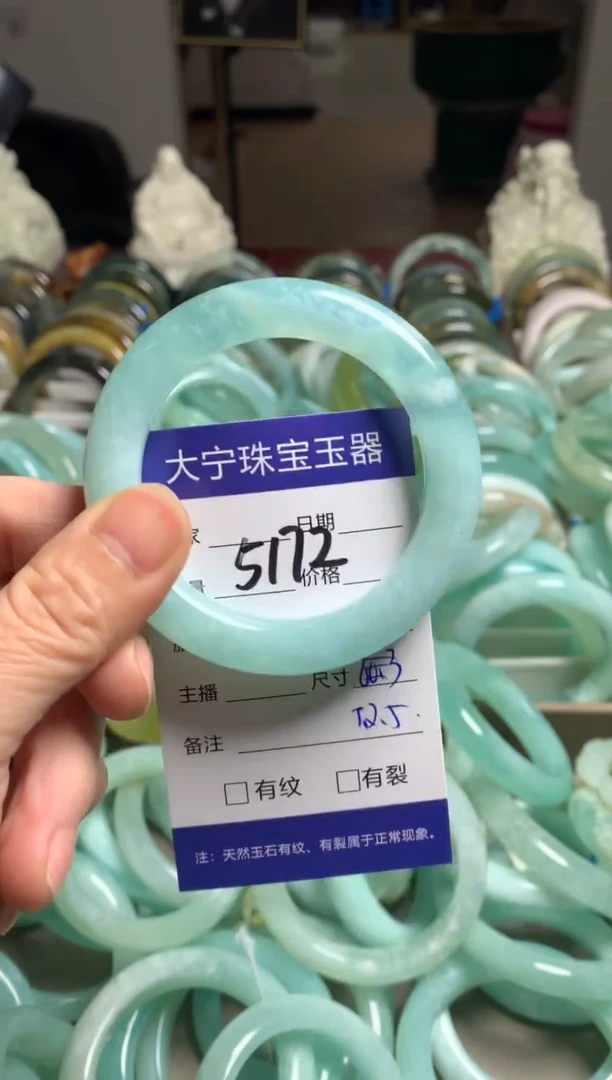 大宁珠宝玉器
家 日期
5172
量 价格
主播 尺寸
12.5.
备注
□有纹 □有裂
注：天然玉石有纹、有裂属于正常现象。